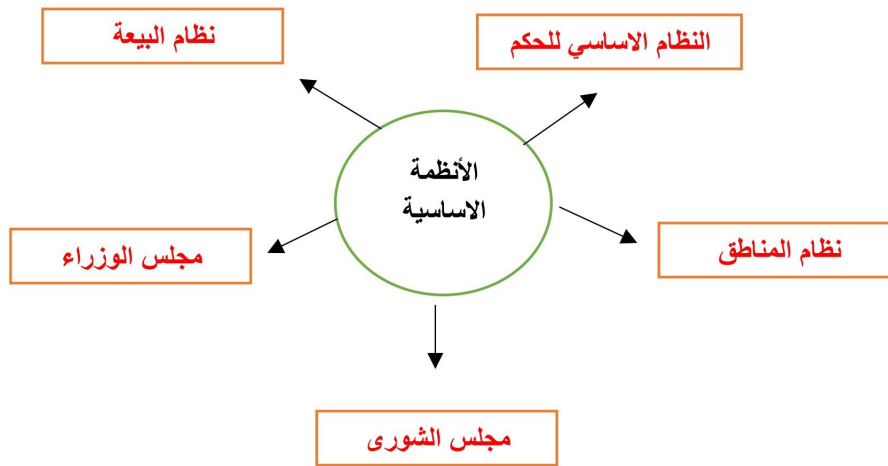 النظام الاساسي للحكم
نظام البيعة
الأنظمة
الاساسية
نظام المناطق
مجلس الوزراء
مجلس الشورى